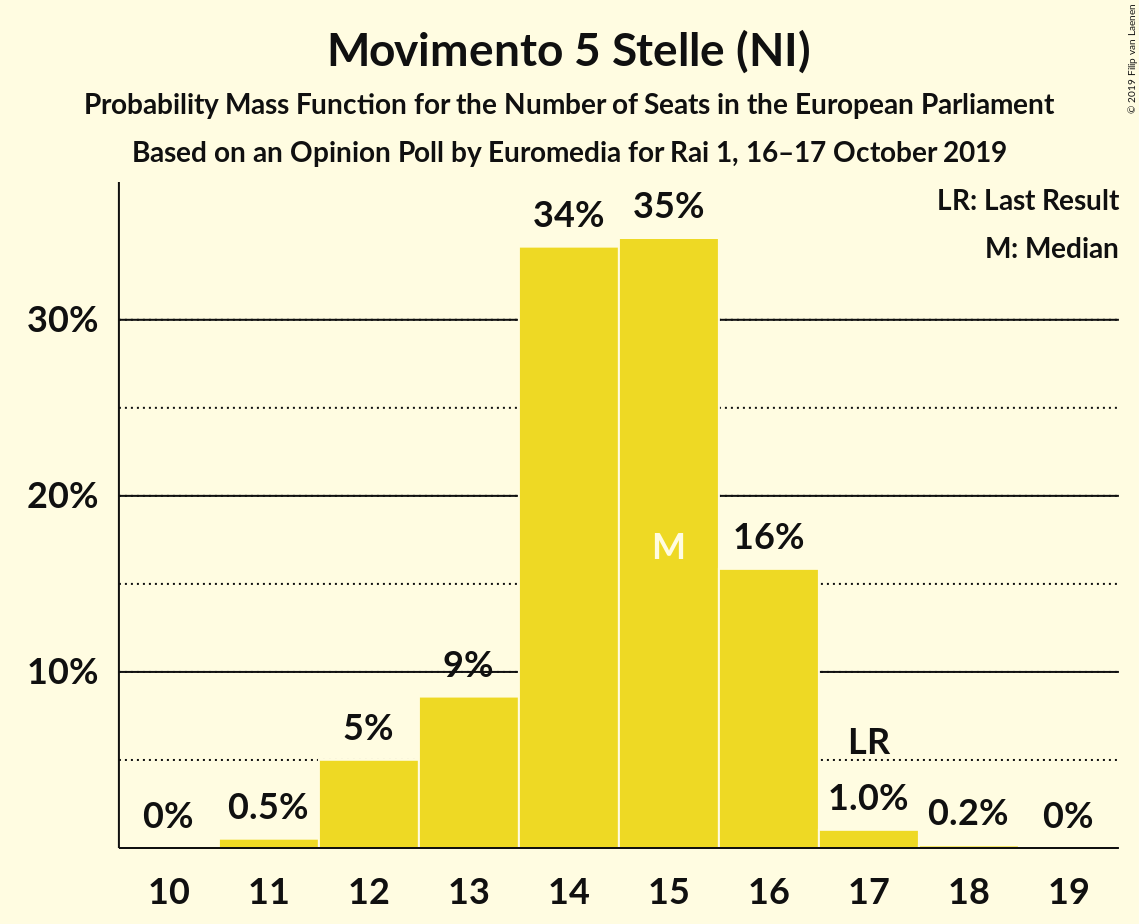 Movimento 5 Stelle (NI)
Probability Mass Function for the Number of Seats in the European Parliament
Based on an Opinion Poll by Euromedia for Rai 1, 16–17 October 2019
© 2019 Filip van Laenen
LR: Last Result
M: Median
30%
20%
10%
0%
0.5%
5%
9%
34%
35%
M
16%
LR
1.0%
0.2%
0%
10 11 12 13 14 15 16 17 18 19